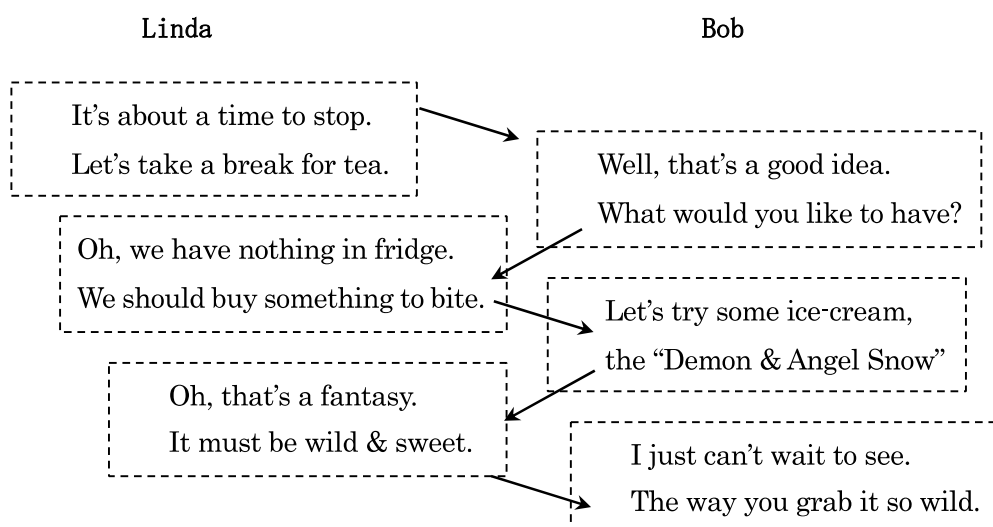 Linda
Bob
It's about a time to stop.
Let's take a break for tea.
Well, that's a good idea.
What would you like to have?
Oh, we have nothing in fridge.
We should buy something to bite.
Let's try some ice-cream,
the “Demon & Angel Snow”
Oh, that's a fantasy.
It must be wild & sweet.
I just can't wait to see.
The way you grab it so wild.